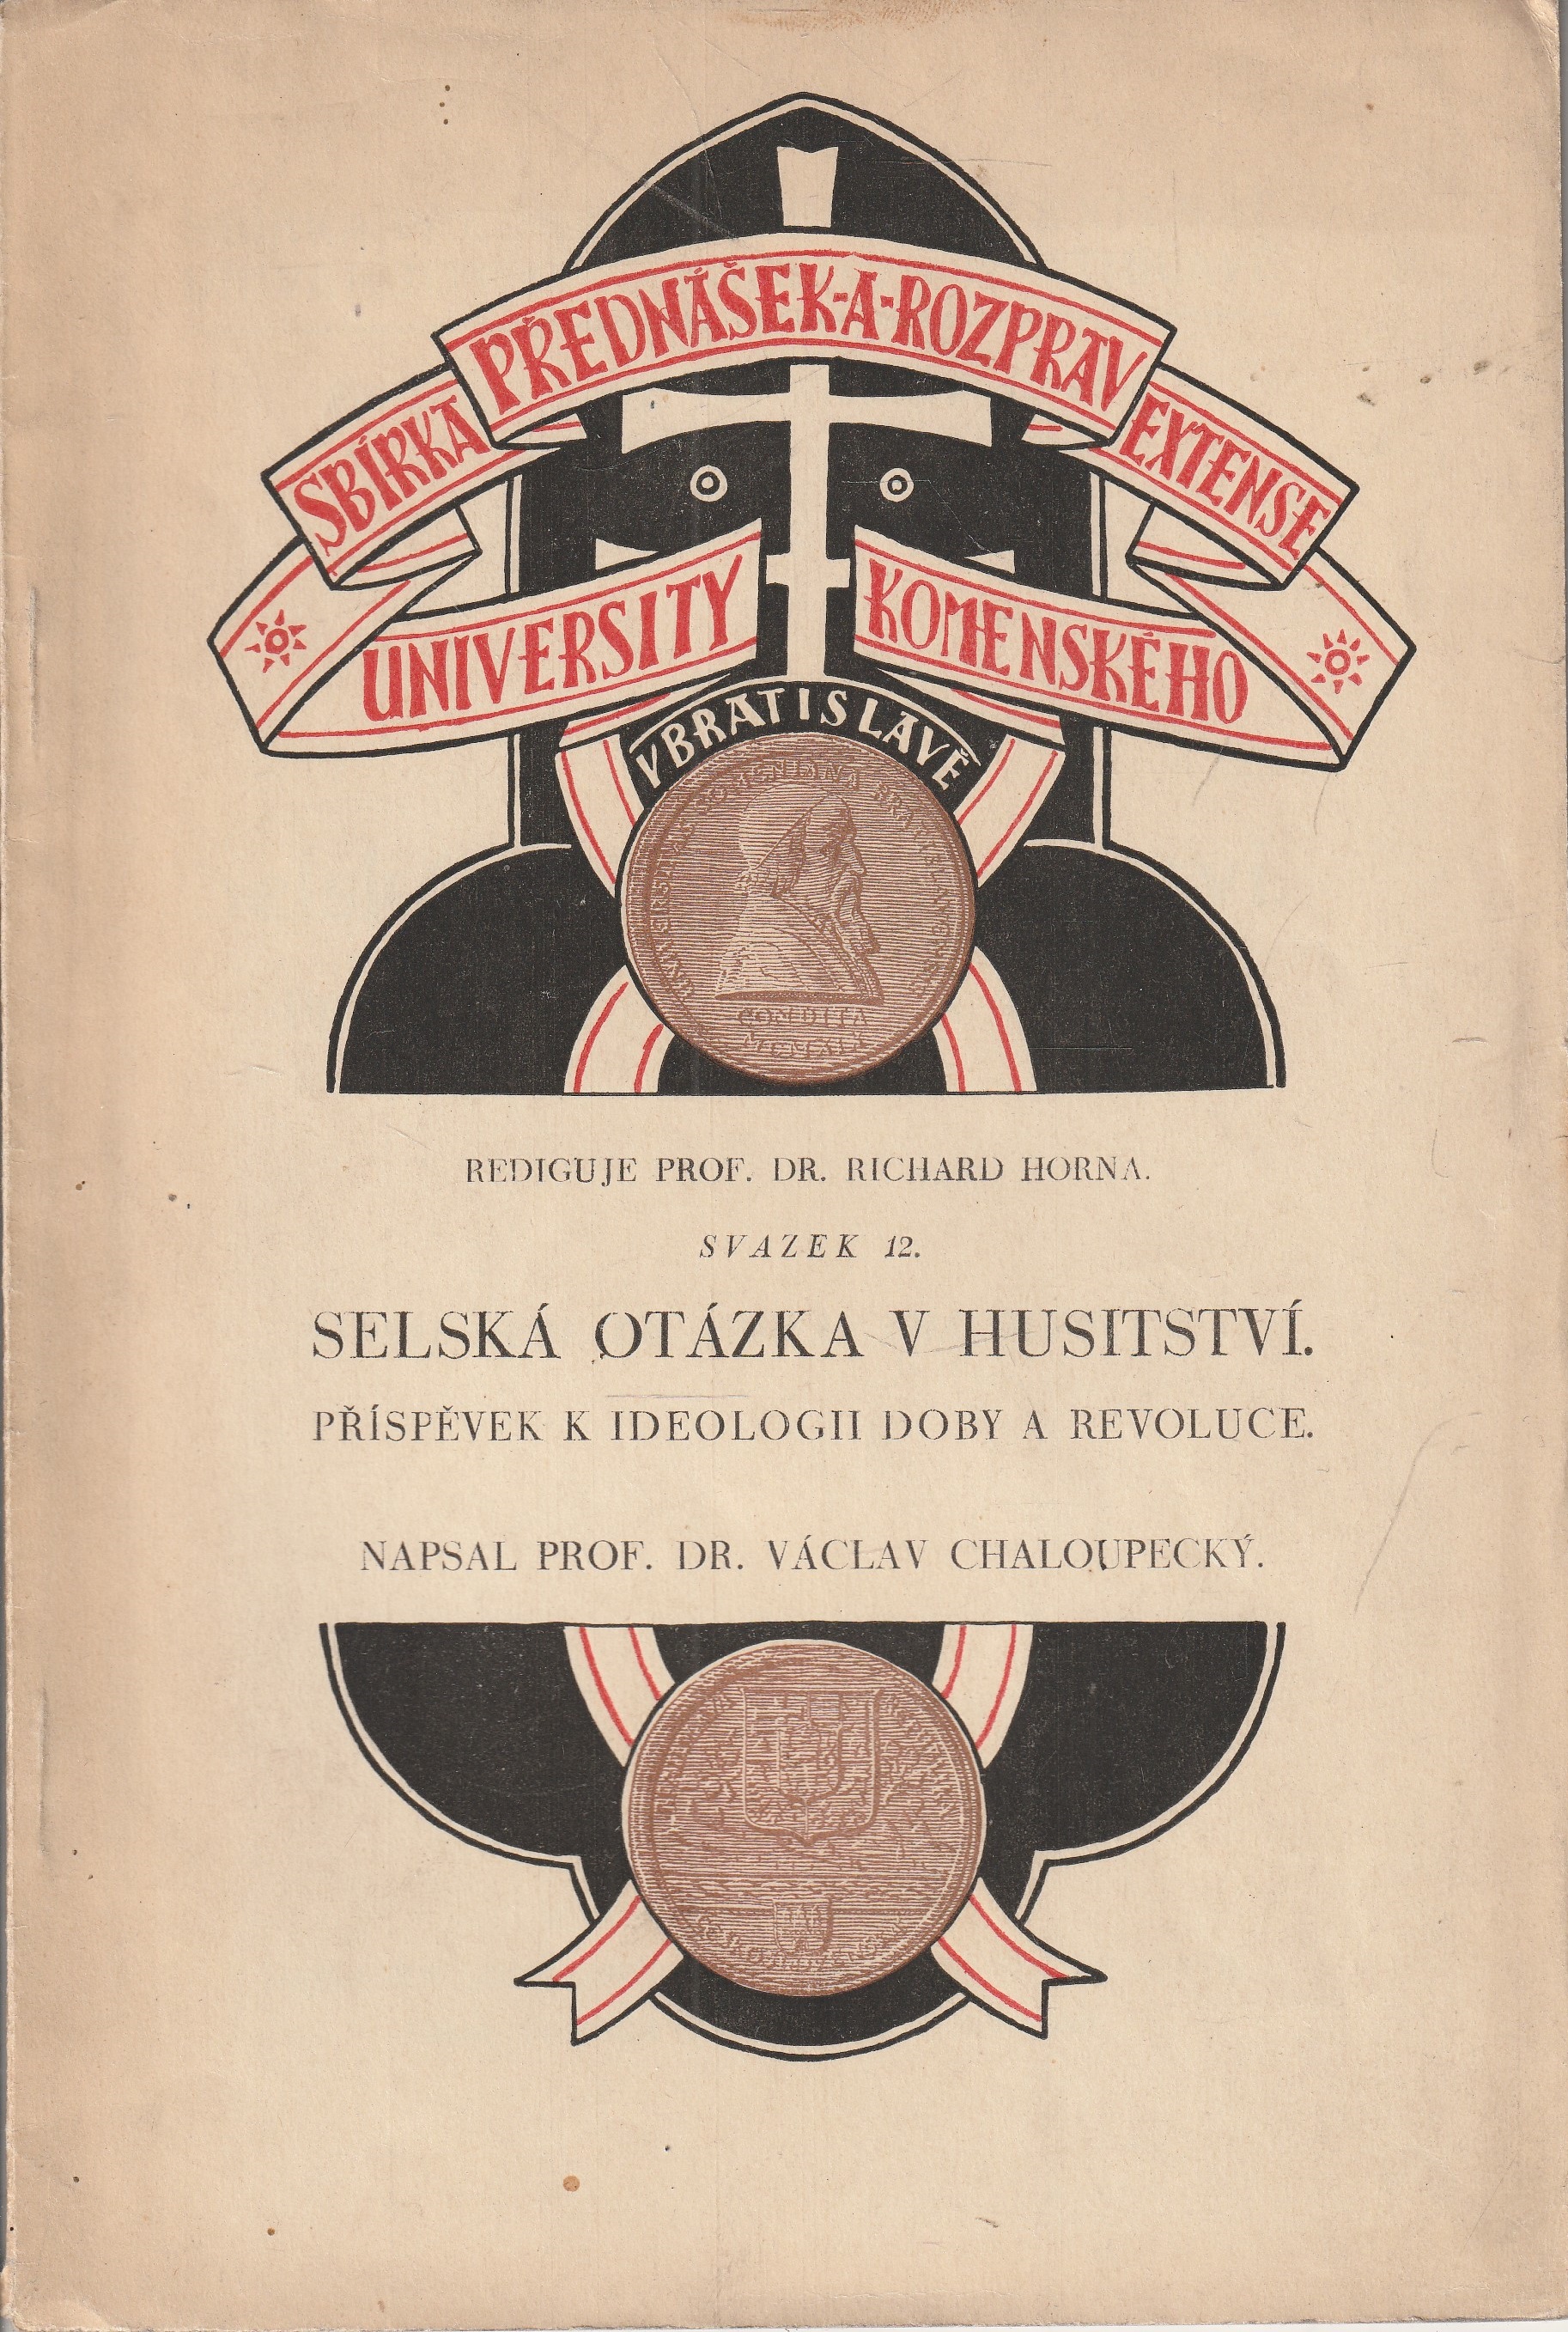 SBÍRKA PŘEDNÁŠEK-A-ROZPRAV EXTENSE
UNIVERSITY KOMENSKÉHO
V BRATISLAVĚ
CONDITA
REDIGUJE PROF. DR. RICHARD HORNA.
SVAZEK 12.
SELSKÁ OTÁZKA V HUSITSTVÍ.
PŘÍSPĚVEK K IDEOLOGII DOBY A REVOLUCE.
NAPSAL PROF. DR. VÁCLAV CHALOUPECKÝ.